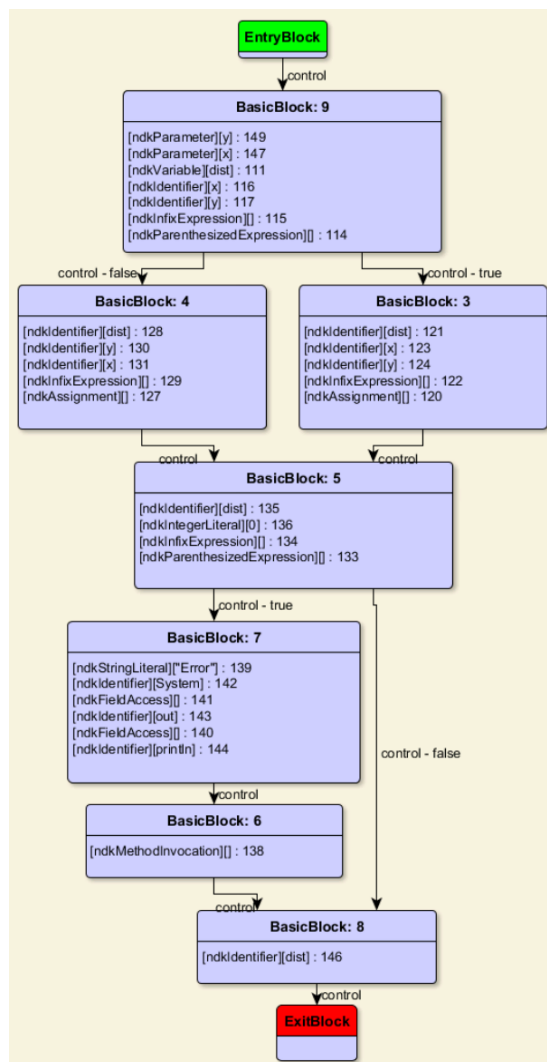 EntryBlock
control
BasicBlock: 9
[ndkParameter][y] : 149
[ndkParameter][x] : 147
[ndkVariable][dist] : 111
[ndkIdentifier][x] : 116
[ndkIdentifier][y] : 117
[ndkInfixExpression][] : 115
[ndkParenthesizedExpression][] : 114
control - false
control - true
BasicBlock: 4
[ndkIdentifier][dist] : 128
[ndkIdentifier][y] : 130
[ndkIdentifier][x] : 131
[ndkInfixExpression][] : 129
[ndkAssignment][] : 127
BasicBlock: 3
[ndkIdentifier][dist] : 121
[ndkIdentifier][x] : 123
[ndkIdentifier][y] : 124
[ndkInfixExpression][] : 122
[ndkAssignment][] : 120
control
control
BasicBlock: 5
[ndkIdentifier][dist] : 135
[ndkIntegerLiteral][0] : 136
[ndkInfixExpression][] : 134
[ndkParenthesizedExpression][] : 133
control - true
BasicBlock: 7
[ndkStringLiteral]["Error"] : 139
[ndkIdentifier][System] : 142
[ndkFieldAccess][] : 141
[ndkIdentifier][out] : 143
[ndkFieldAccess][] : 140
[ndkIdentifier][println] : 144
control - false
control
BasicBlock: 6
[ndkMethodInvocation][] : 138
control
BasicBlock: 8
[ndkIdentifier][dist] : 146
control
ExitBlock